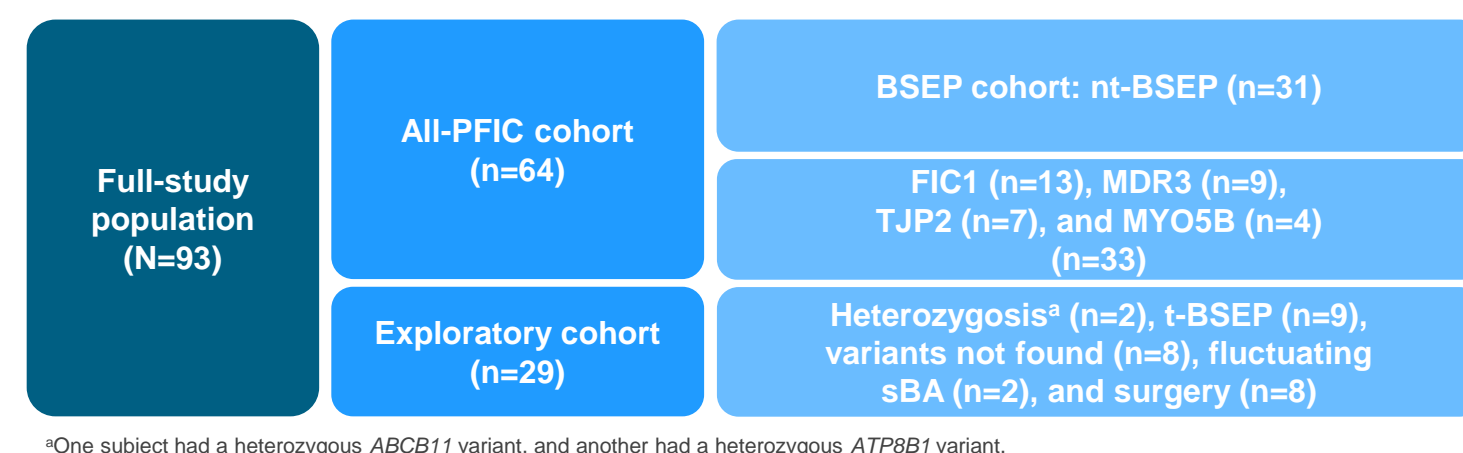 Full-study
population
(N=93)
All-PFIC cohort
(n=64)
Exploratory cohort
(n=29)
BSEP cohort: nt-BSEP (n=31)
FIC1 (n=13), MDR3 (n=9),
TJP2 (n=7), and MYO5B (n=4)
(n=33)
Heterozygosisᵃ (n=2), t-BSEP (n=9),
variants not found (n=8), fluctuating
sBA (n=2), and surgery (n=8)
ᵃOne subject had a heterozygous ABCB11 variant, and another had a heterozygous ATP8B1 variant.